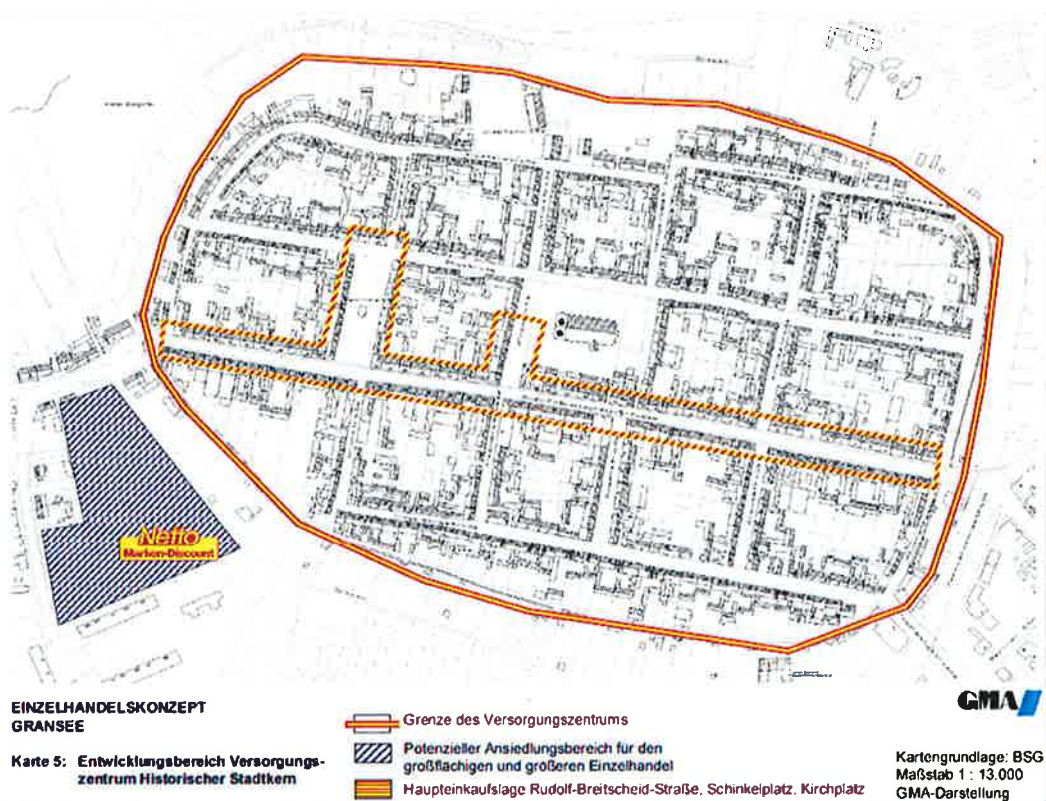 Netto
Marken-Discount
EINZELHANDELSKONZEPT
GRANSEE
Karte 5: Entwicklungsbereich Versorgungs-
zentrum Historischer Stadtkern
Grenze des Versorgungszentrums
Potenzieller Ansiedlungsbereich für den
großflächigen und größeren Einzelhandel
Haupteinkaufslage Rudolf-Breitscheid-Straße, Schinkelplatz, Kirchplatz
GMA
Kartengrundlage: BSG
Maßstab 1 : 13.000
GMA-Darstellung